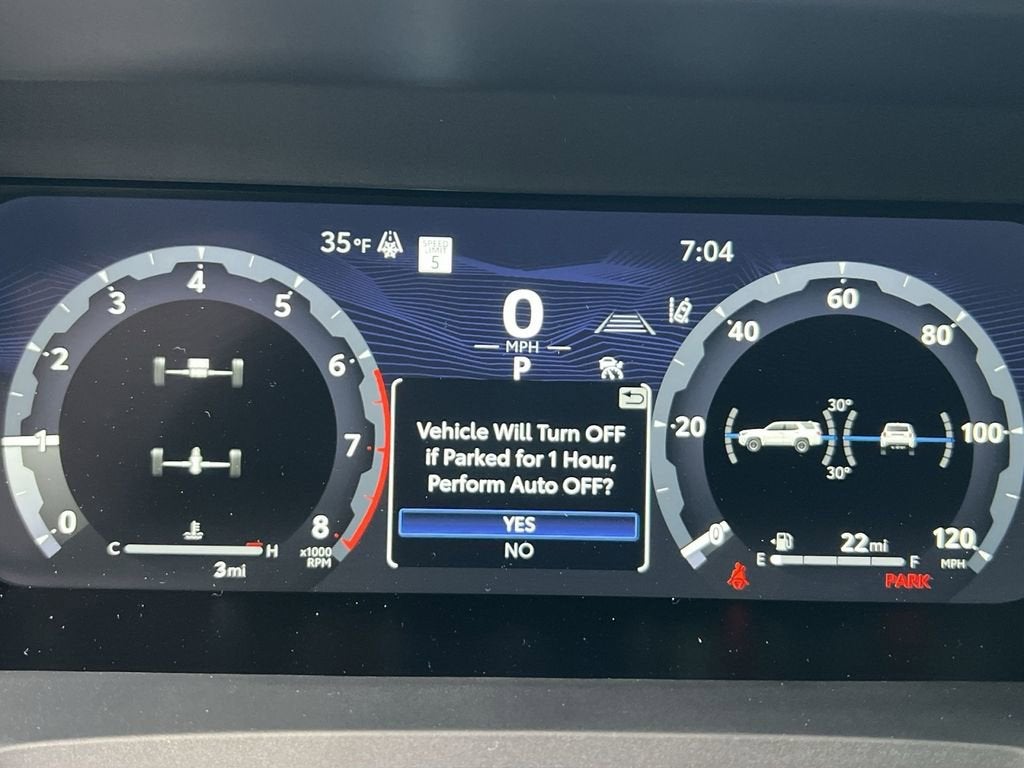 35°F
SPEED
LIMIT
5
7:04
0
MPH
P
0
1
2
3
4
5
6
7
8
x1000
RPM
C
H
3mi
Vehicle Will Turn OFF
if Parked for 1 Hour,
Perform Auto OFF?
YES
NO
0
20
40
60
80
100
120
MPH
30°
30°
E
22mi
F
PARK